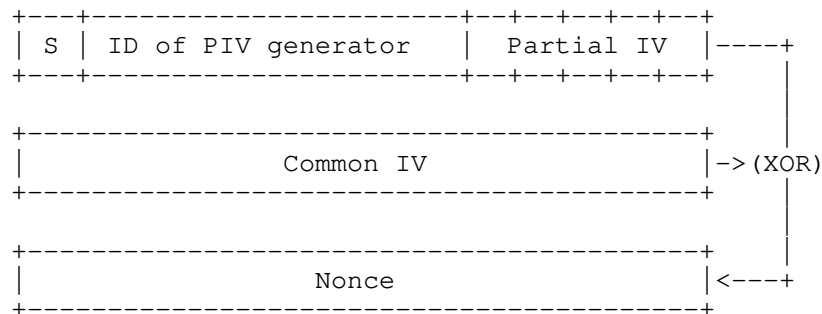 S ID of PIV generator Partial IV
Common IV (XOR)
Nonce